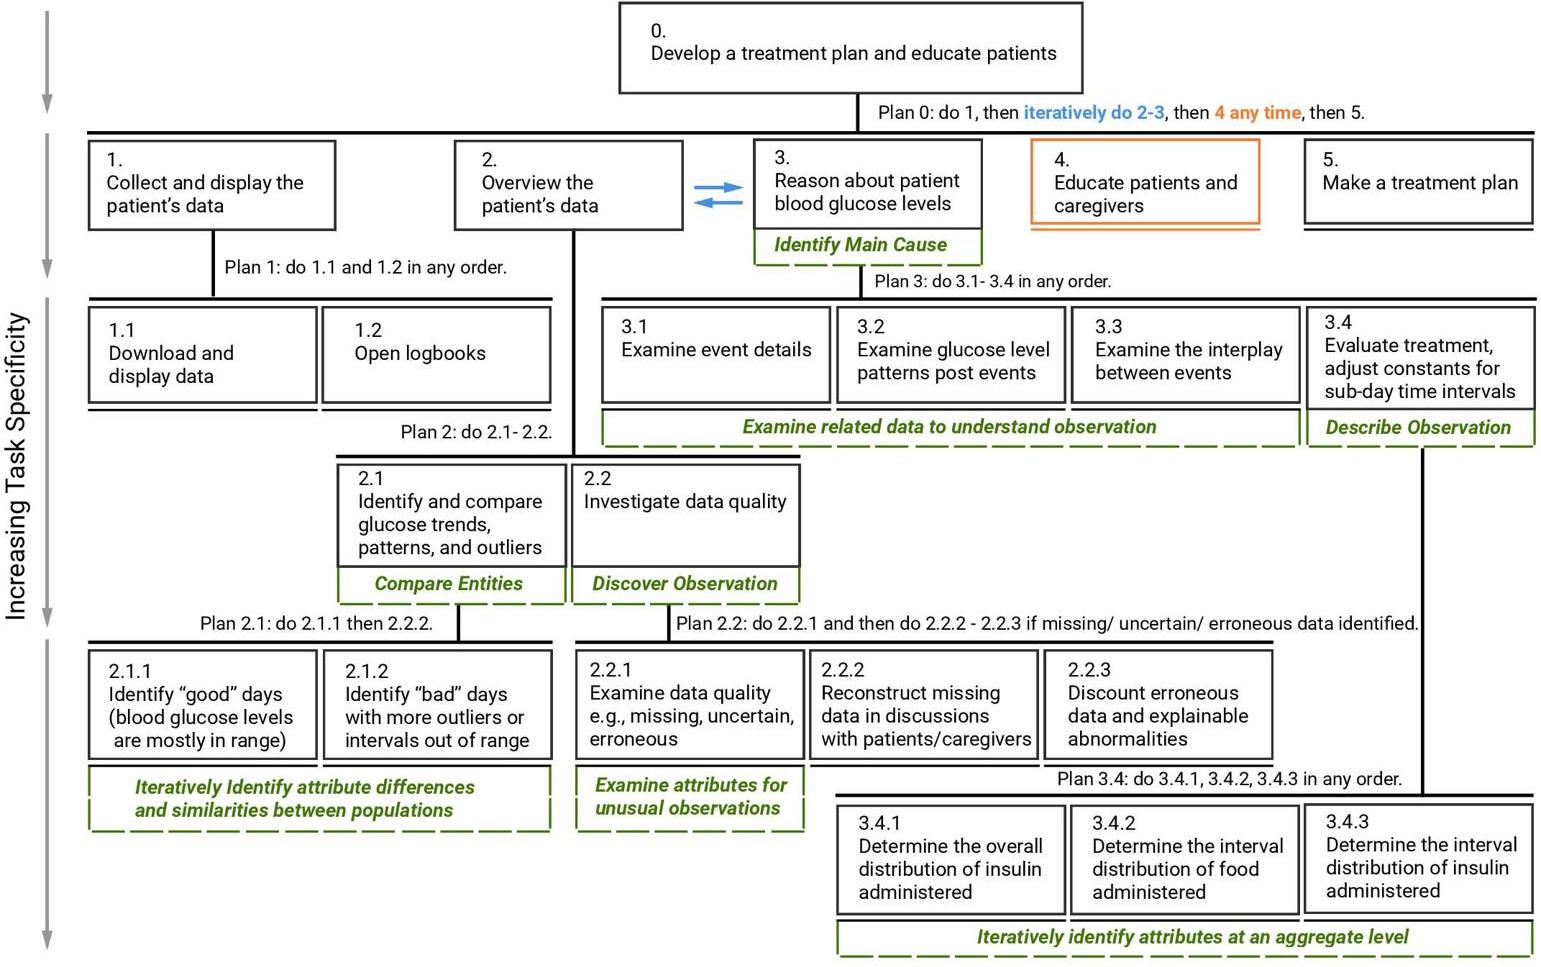 0.
Develop a treatment plan and educate patients
Plan 0: do 1, then iteratively do 2-3, then 4 any time, then 5.
1.
Collect and display the
patient's data
2.
Overview the
patient's data
3.
Reason about patient
blood glucose levels
Identify Main Cause
4.
Educate patients and
caregivers
5.
Make a treatment plan
Plan 1: do 1.1 and 1.2 in any order.
Plan 3: do 3.1- 3.4 in any order.
Increasing Task Specificity
1.1
Download and
display data
1.2
Open logbooks
3.1
Examine event details
3.2
Examine glucose level
patterns post events
3.3
Examine the interplay
between events
3.4
Evaluate treatment,
adjust constants for
sub-day time intervals
Examine related data to understand observation
Describe Observation
Plan 2: do 2.1- 2.2.
2.1
Identify and compare
glucose trends,
patterns, and outliers
2.2
Investigate data quality
Compare Entities
Discover Observation
Plan 2.1: do 2.1.1 then 2.2.2.
Plan 2.2: do 2.2.1 and then do 2.2.2 - 2.2.3 if missing/ uncertain/ erroneous data identified.
2.1.1
Identify “good” days
(blood glucose levels
are mostly in range)
2.1.2
Identify “bad” days
with more outliers or
intervals out of range
2.2.1
Examine data quality
e.g., missing, uncertain,
erroneous
2.2.2
Reconstruct missing
data in discussions
with patients/caregivers
2.2.3
Discount erroneous
data and explainable
abnormalities
Iteratively Identify attribute differences
and similarities between populations
Examine attributes for
unusual observations
Plan 3.4: do 3.4.1, 3.4.2, 3.4.3 in any order.
3.4.1
Determine the overall
distribution of insulin
administered
3.4.2
Determine the interval
distribution of food
administered
3.4.3
Determine the interval
distribution of insulin
administered
Iteratively identify attributes at an aggregate level